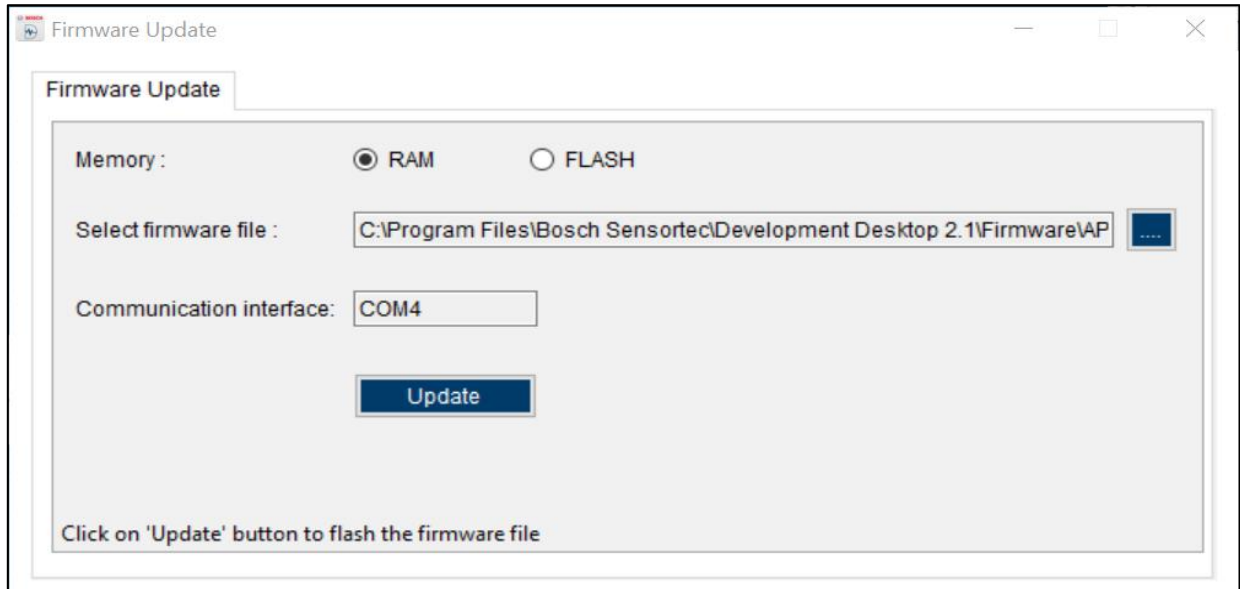 BOSCH
Firmware Update
Firmware Update
Memory : RAM FLASH
Select firmware file : C:\Program Files\Bosch Sensortec\Development Desktop 2.1\Firmware\AP ....
Communication interface: COM4
Update
Click on 'Update' button to flash the firmware file